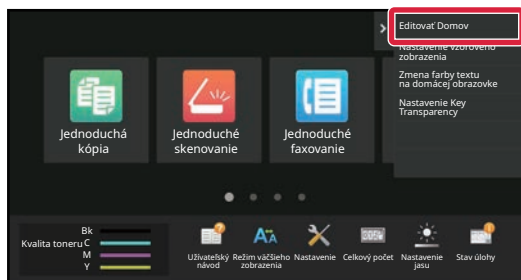 Editovať Domov
Nastavenie vzorového
zobrazenia
Zmena farby textu
na domácej obrazovke
Nastavenie Key
Transparency
Jednoduchá
kópia
Jednoduché
skenovanie
Jednoduché
faxovanie
Kvalita toneru
Bk
C
M
Y
Užívateľský
návod
Režim väčšieho
zobrazenia
Nastavenie
Celkový počet
Nastavenie
jasu
Stav úlohy